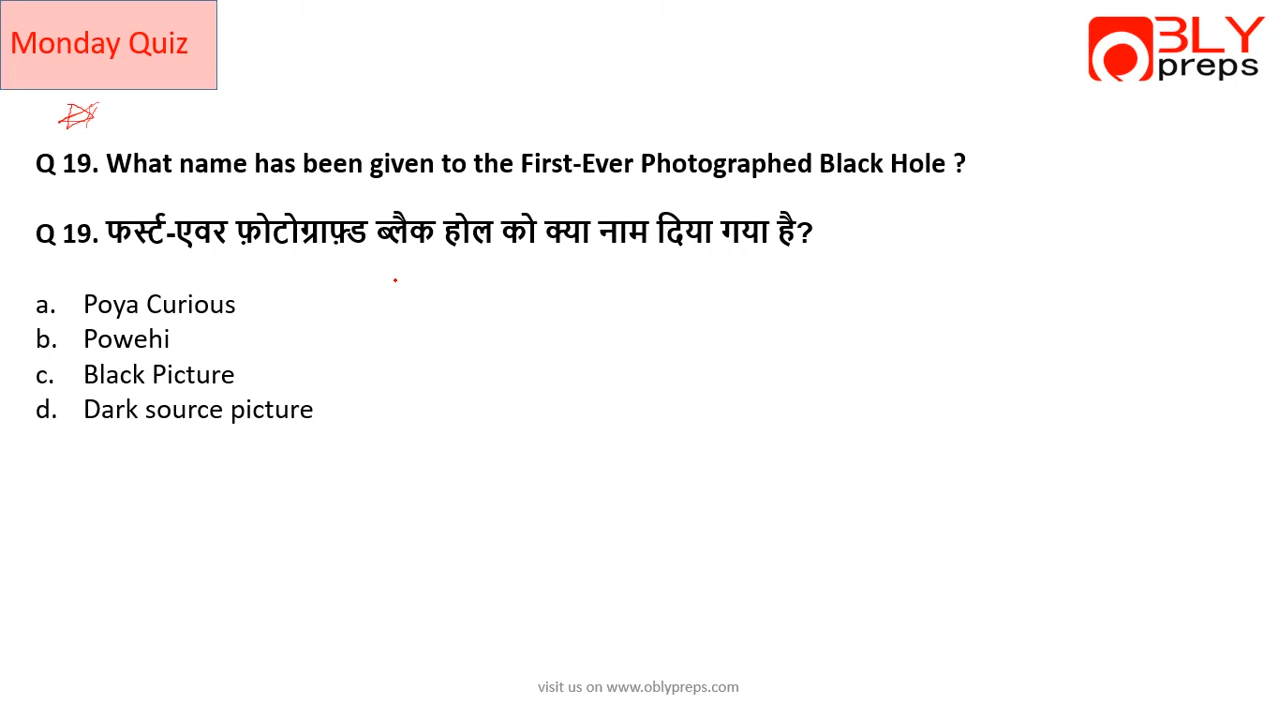 Monday Quiz
OBLY
preps
Q 19. What name has been given to the First-Ever Photographed Black Hole ?
Q 19. फर्स्ट-एवर फ़ोटोग्राफ़्ड ब्लैक होल को क्या नाम दिया गया है?
a. Poya Curious
b. Powehi
c. Black Picture
d. Dark source picture
visit us on www.oblypreps.com